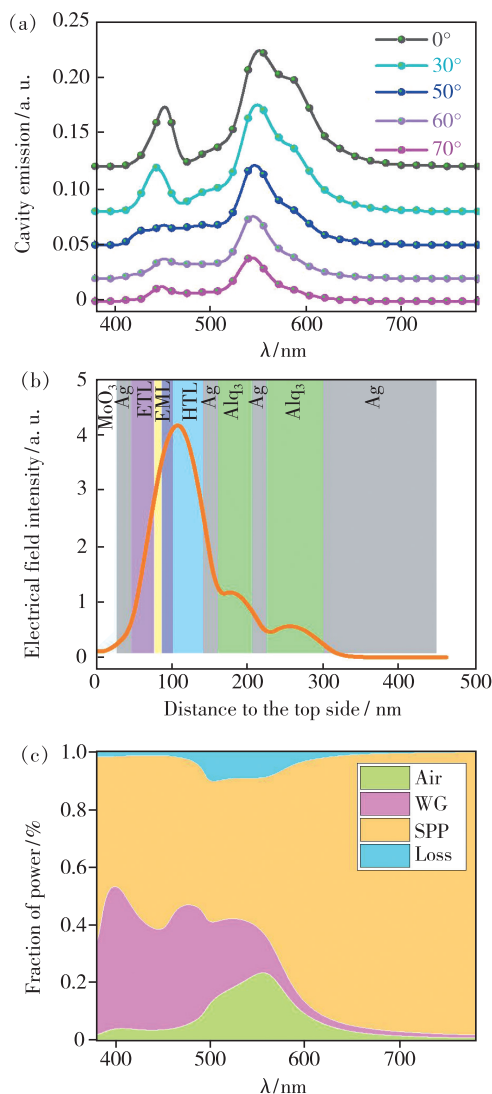 (a)
0.25
0.20
0.15
0.10
0.05
0
Cavity emission/a. u.
0°
30°
50°
60°
70°
400 500 600 700
λ/nm
(b)
5
4
3
2
1
0
Electrical field intensity/a. u.
MoO₃ Ag ETL EML HTL Ag Alq₃ Ag Alq₃ Ag
0 100 200 300 400 500
Distance to the top side / nm
(c)
1.0
0.8
0.6
0.4
0.2
0
Fraction of power/%
Air
WG
SPP
Loss
400 500 600 700
λ/nm